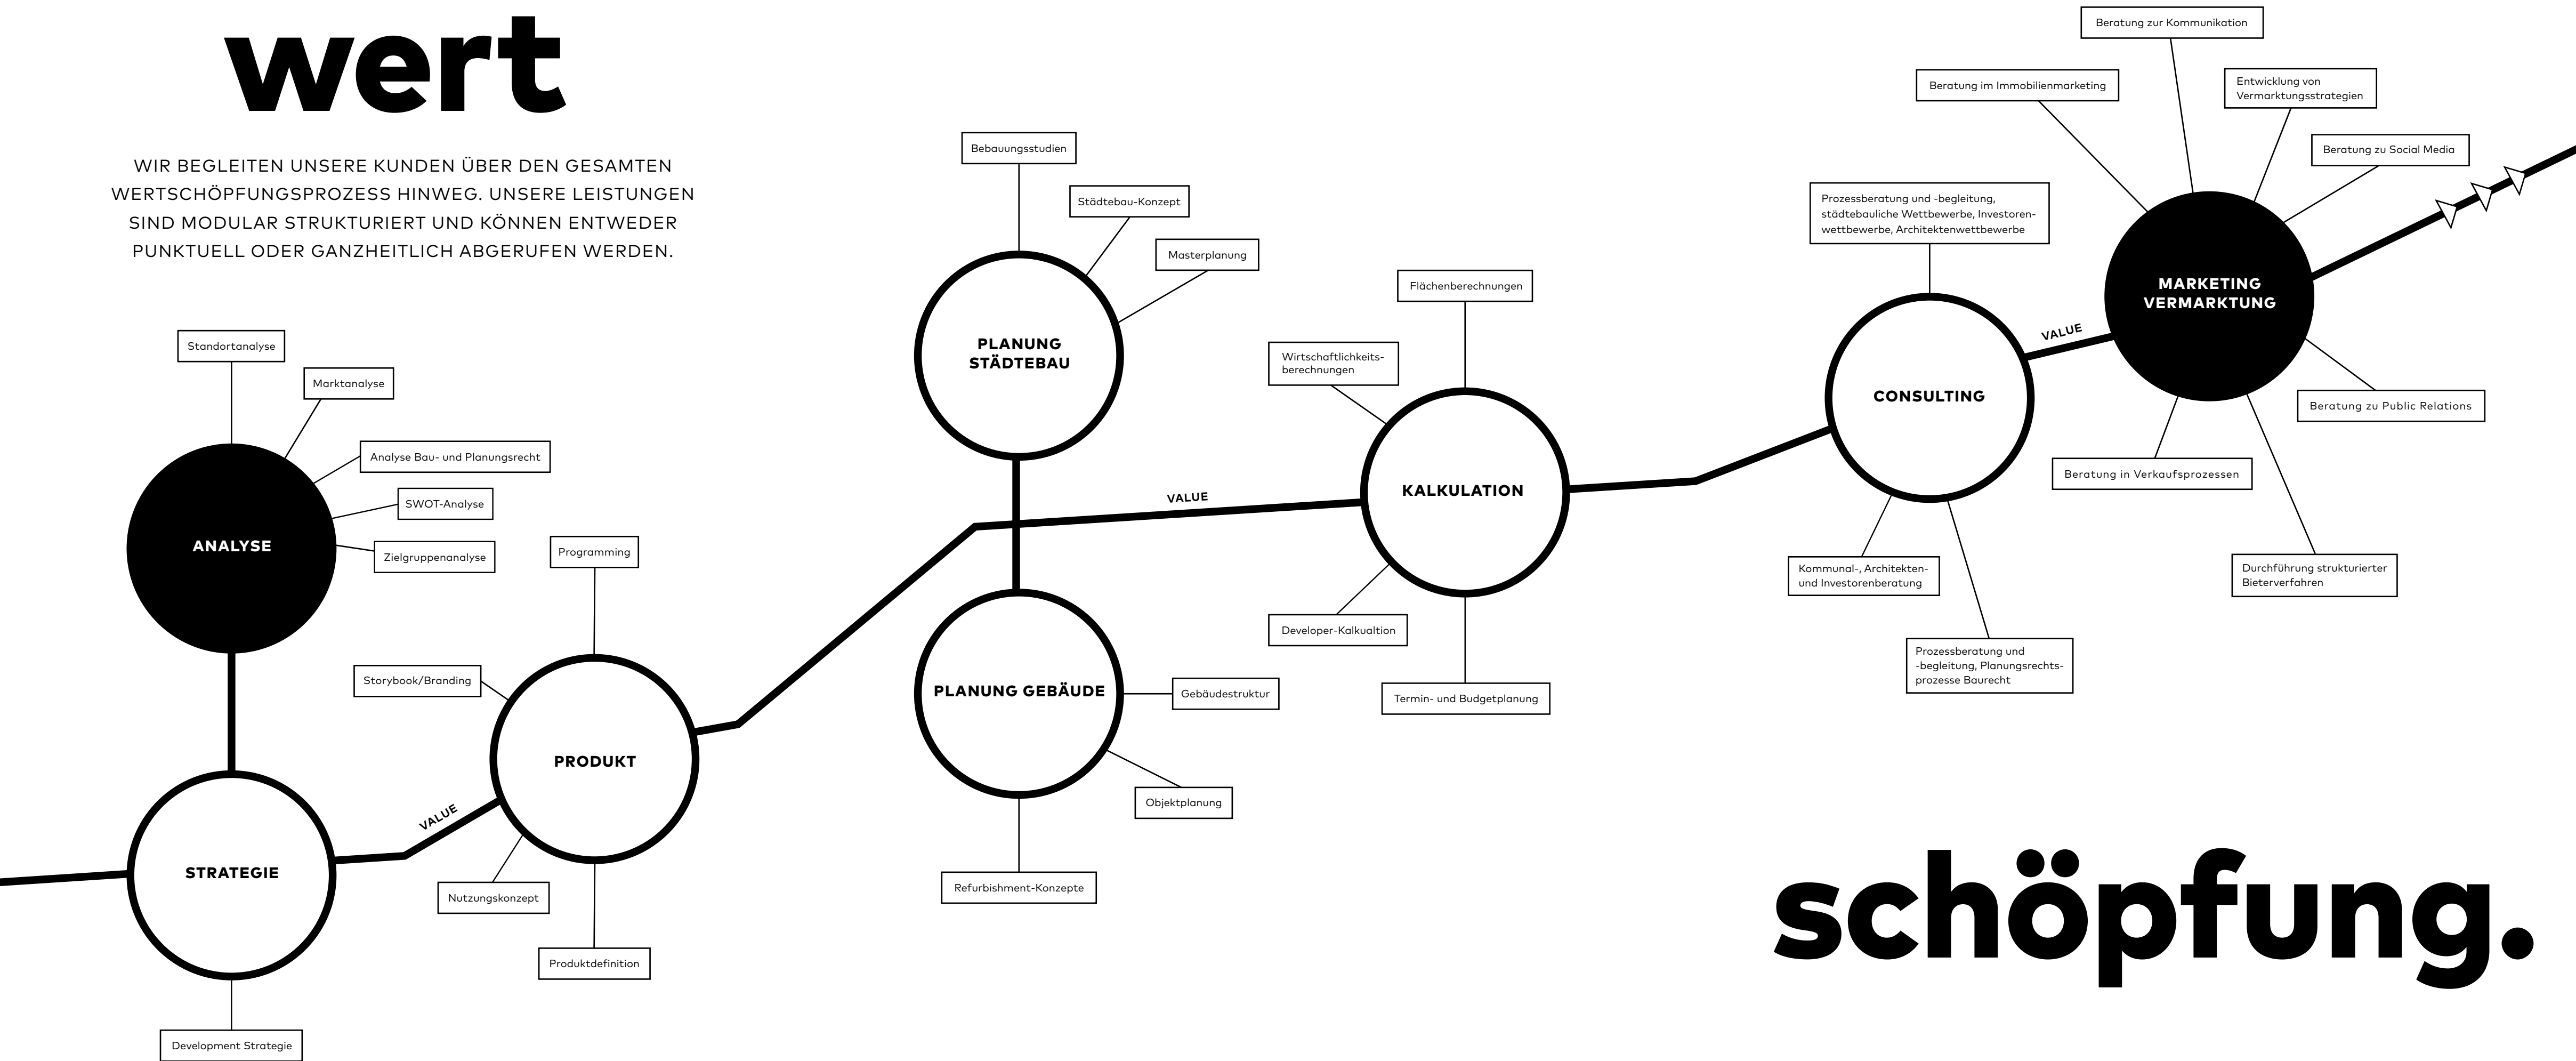 wert
WIR BEGLEITEN UNSERE KUNDEN ÜBER DEN GESAMTEN
WERTSCHÖPFUNGSPROZESS HINWEG. UNSERE LEISTUNGEN
SIND MODULAR STRUKTURIERT UND KÖNNEN ENTWEDER
PUNKTUELL ODER GANZHEITLICH ABGERUFEN WERDEN.
Standortanalyse
Marktanalyse
Analyse Bau- und Planungsrecht
SWOT-Analyse
Zielgruppenanalyse
ANALYSE
STRATEGIE
Development Strategie
VALUE
Programming
Storybook/Branding
PRODUKT
Nutzungskonzept
Produktdefinition
Bebauungsstudien
Städtebau-Konzept
Masterplanung
PLANUNG
STÄDTEBAU
VALUE
PLANUNG GEBÄUDE
Gebäudestruktur
Objektplanung
Refurbishment-Konzepte
Flächenberechnungen
Wirtschaftlichkeits-
berechnungen
KALKULATION
Developer-Kalkualtion
Termin- und Budgetplanung
Prozessberatung und -begleitung,
städtebauliche Wettbewerbe, Investoren-
wettbewerbe, Architektenwettbewerbe
CONSULTING
Kommunal-, Architekten-
und Investorenberatung
Prozessberatung und
-begleitung, Planungsrechts-
prozesse Baurecht
VALUE
Beratung zur Kommunikation
Beratung im Immobilienmarketing
Entwicklung von
Vermarktungsstrategien
Beratung zu Social Media
MARKETING
VERMARKTUNG
Beratung zu Public Relations
Beratung in Verkaufsprozessen
Durchführung strukturierter
Bieterverfahren
schöpfung.